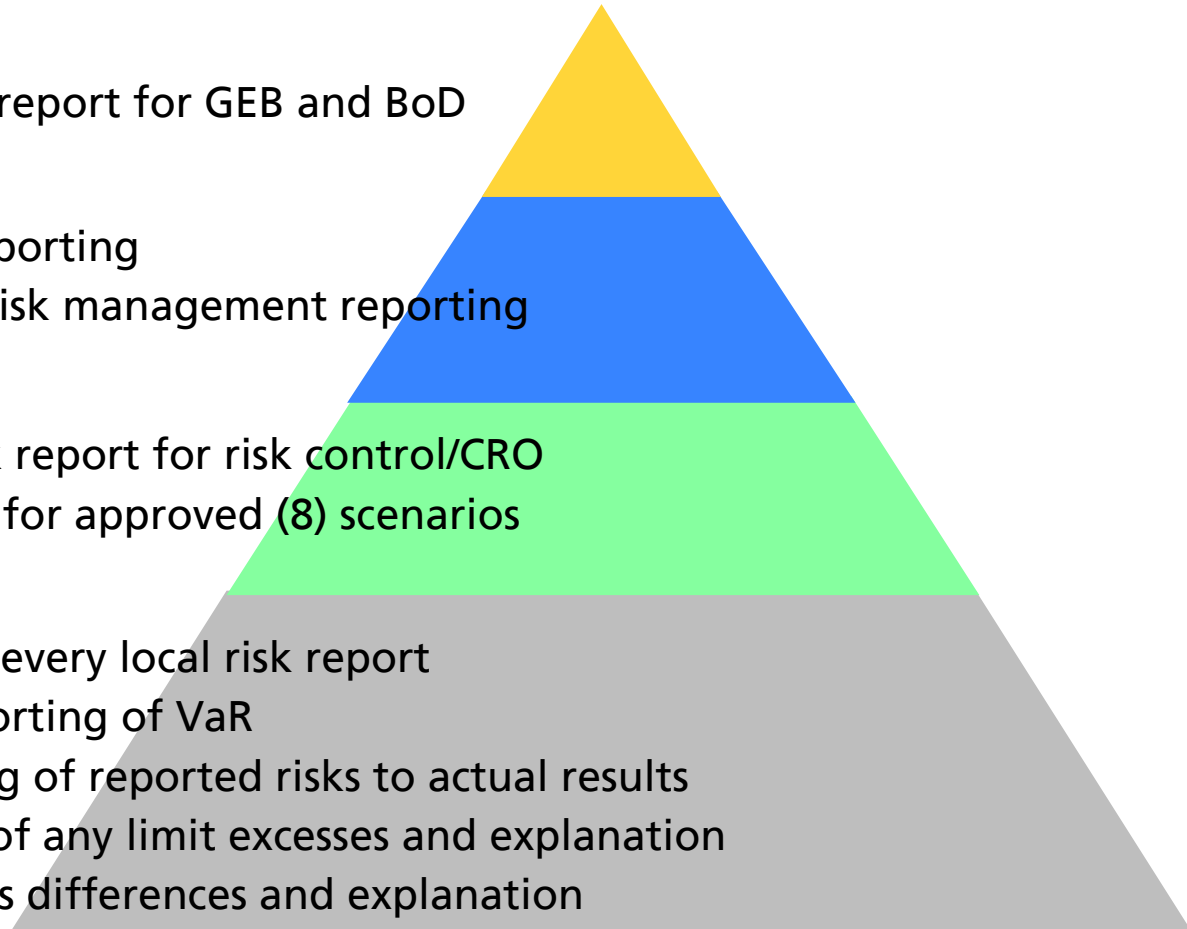 report for GEB and BoD
porting
isk management reporting
report for risk control/CRO
for approved (8) scenarios
every local risk report
orting of VaR
g of reported risks to actual results
of any limit excesses and explanation
s differences and explanation